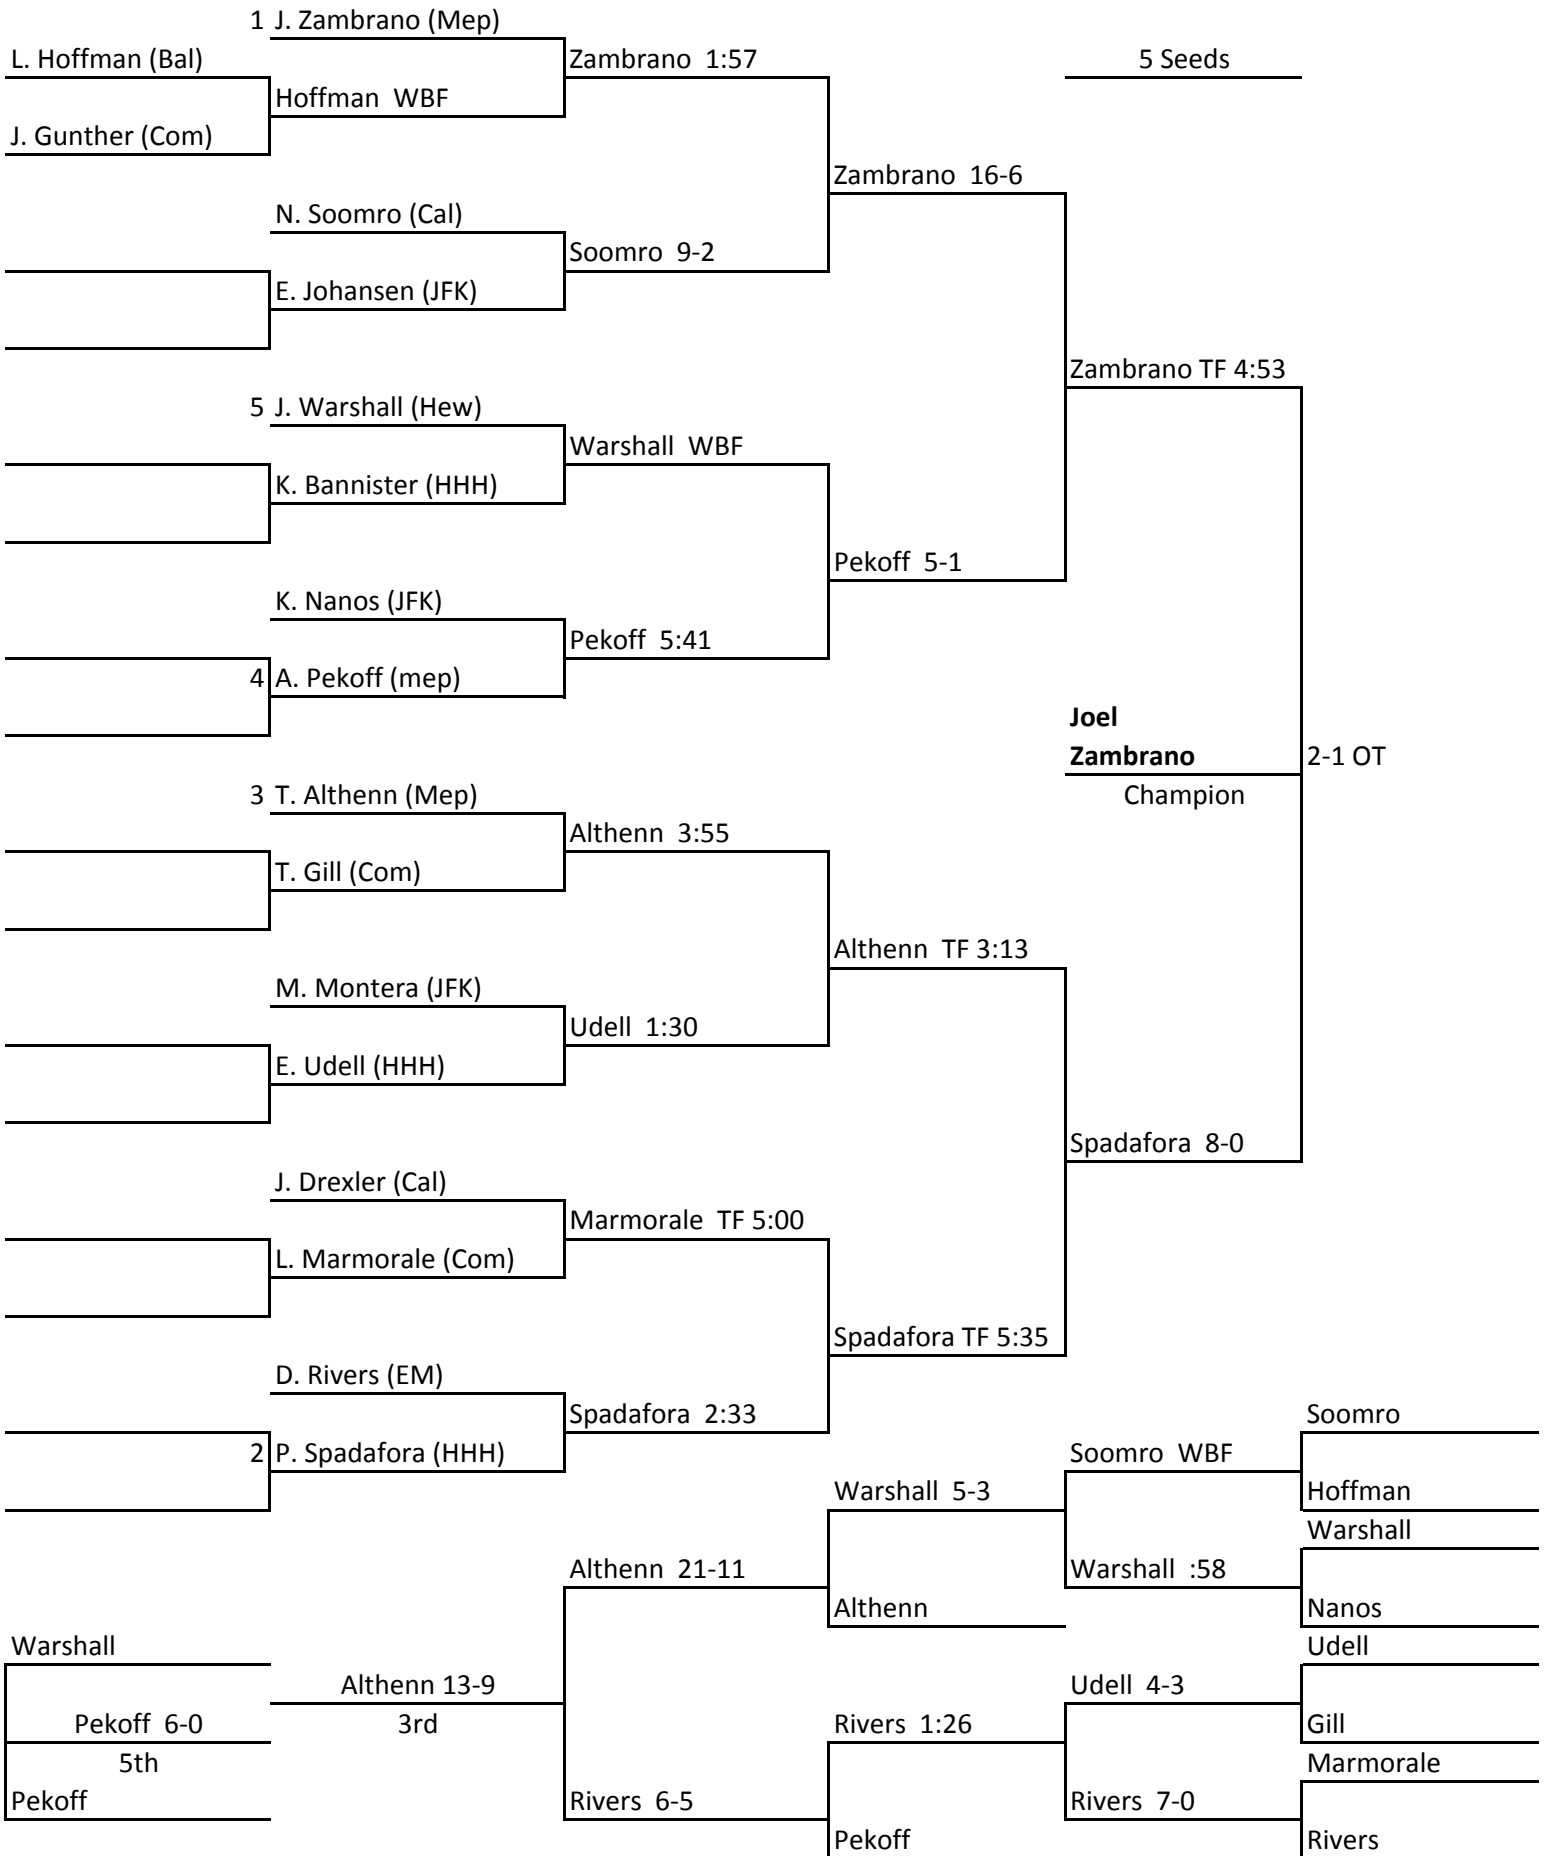 1 J. Zambrano (Mep)
L. Hoffman (Bal)
Zambrano 1:57
5 Seeds
Hoffman WBF
J. Gunther (Com)
Zambrano 16-6
N. Soomro (Cal)
Soomro 9-2
E. Johansen (JFK)
Zambrano TF 4:53
5 J. Warshall (Hew)
Warshall WBF
K. Bannister (HHH)
Pekoff 5-1
K. Nanos (JFK)
Pekoff 5:41
4 A. Pekoff (mep)
Joel
Zambrano
2-1 OT
Champion
3 T. Althenn (Mep)
Althenn 3:55
T. Gill (Com)
Althenn TF 3:13
M. Montera (JFK)
Udell 1:30
E. Udell (HHH)
Spadafora 8-0
J. Drexler (Cal)
Marmorale TF 5:00
L. Marmorale (Com)
Spadafora TF 5:35
D. Rivers (EM)
Spadafora 2:33
Soomro
2 P. Spadafora (HHH)
Soomro WBF
Warshall 5-3
Hoffman
Warshall
Althenn 21-11
Warshall :58
Althenn
Nanos
Warshall
Udell
Althenn 13-9
Udell 4-3
Pekoff 6-0
3rd
Rivers 1:26
Gill
5th
Marmorale
Pekoff
Rivers 6-5
Rivers 7-0
Pekoff
Rivers